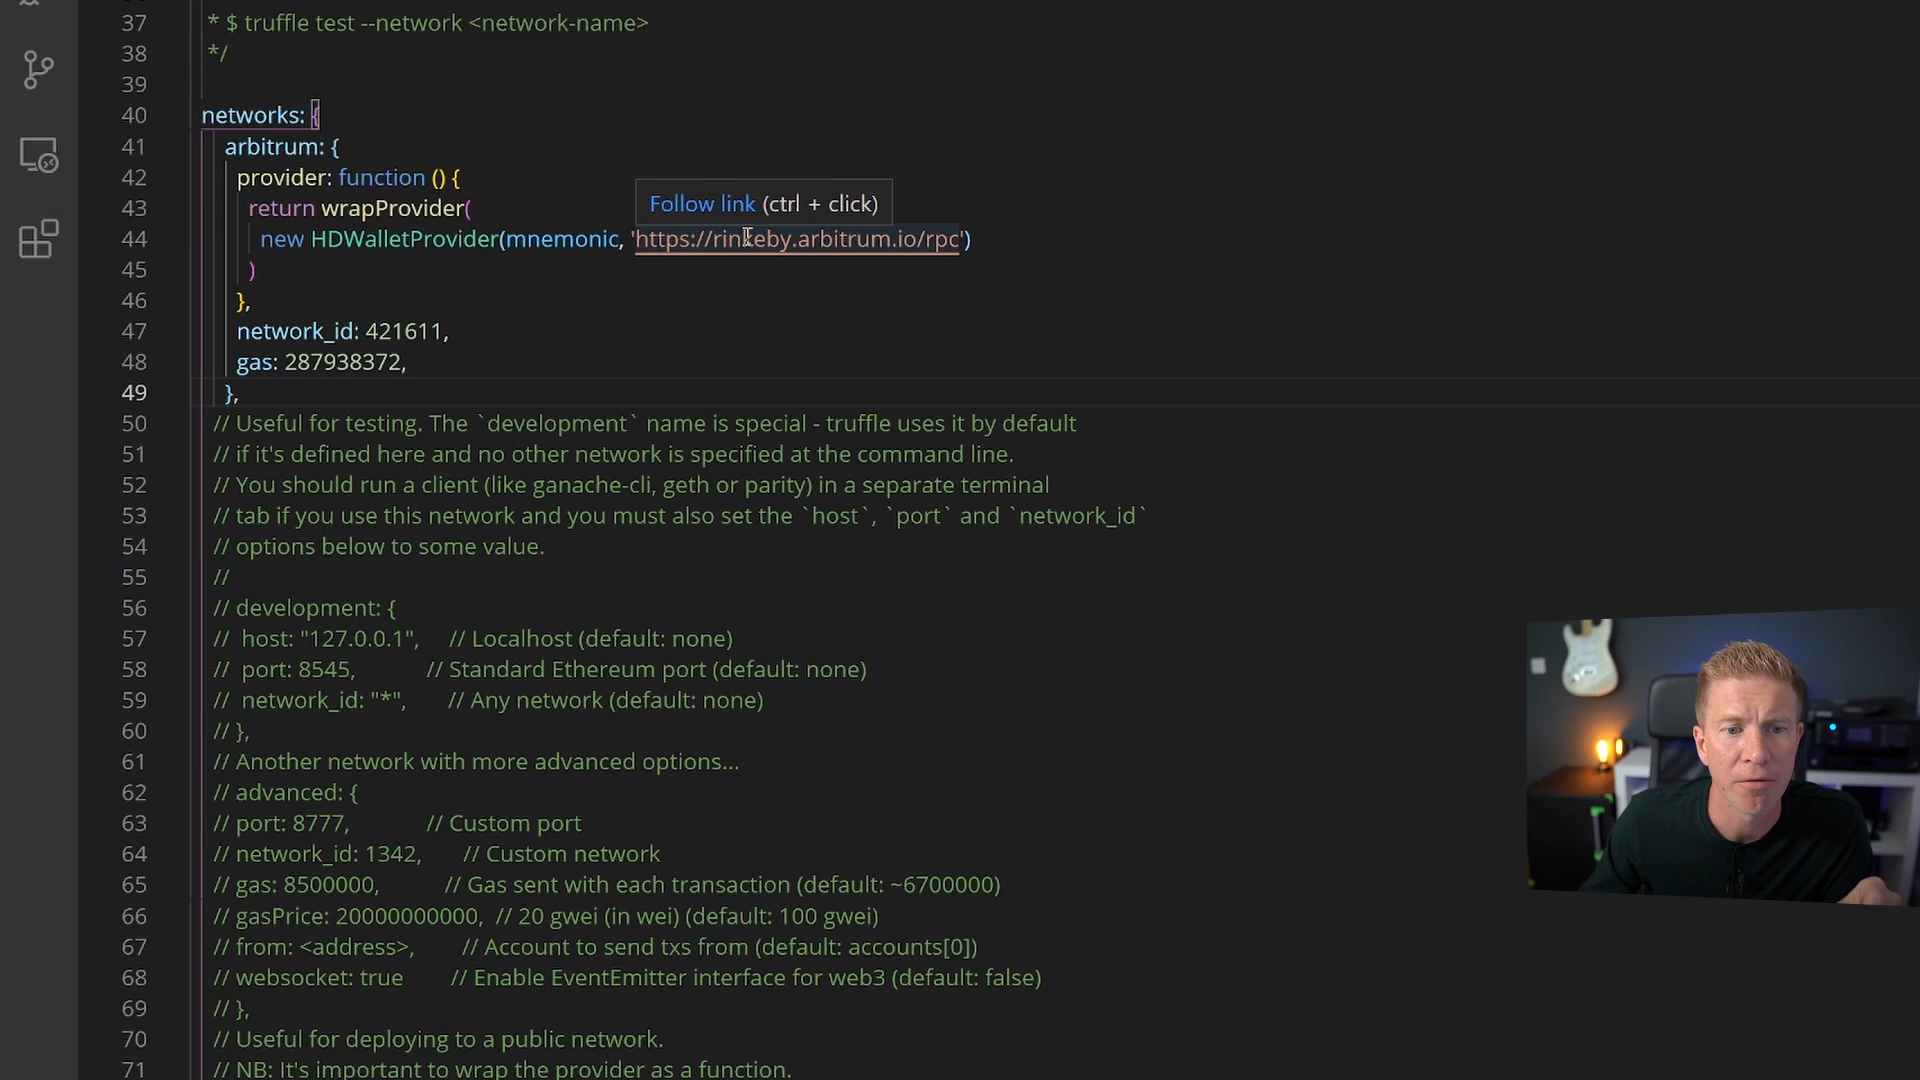 37 * $ truffle test --network <network-name>
38 */
39
40 networks: {
41 arbitrum: {
42 provider: function () {
43 return wrapProvider(
Follow link (ctrl + click)
44 new HDWalletProvider(mnemonic, 'https://rinkeby.arbitrum.io/rpc')
45 )
46 },
47 network_id: 421611,
48 gas: 287938372,
49 },
50 // Useful for testing. The `development` name is special - truffle uses it by default
51 // if it's defined here and no other network is specified at the command line.
52 // You should run a client (like ganache-cli, geth or parity) in a separate terminal
53 // tab if you use this network and you must also set the `host`, `port` and `network_id`
54 // options below to some value.
55 //
56 // development: {
57 //  host: "127.0.0.1",     // Localhost (default: none)
58 //  port: 8545,            // Standard Ethereum port (default: none)
59 //  network_id: "*",       // Any network (default: none)
60 // },
61 // Another network with more advanced options...
62 // advanced: {
63 // port: 8777,             // Custom port
64 // network_id: 1342,       // Custom network
65 // gas: 8500000,           // Gas sent with each transaction (default: ~6700000)
66 // gasPrice: 20000000000,  // 20 gwei (in wei) (default: 100 gwei)
67 // from: <address>,        // Account to send txs from (default: accounts[0])
68 // websocket: true        // Enable EventEmitter interface for web3 (default: false)
69 // },
70 // Useful for deploying to a public network.
71 // NB: It's important to wrap the provider as a function.